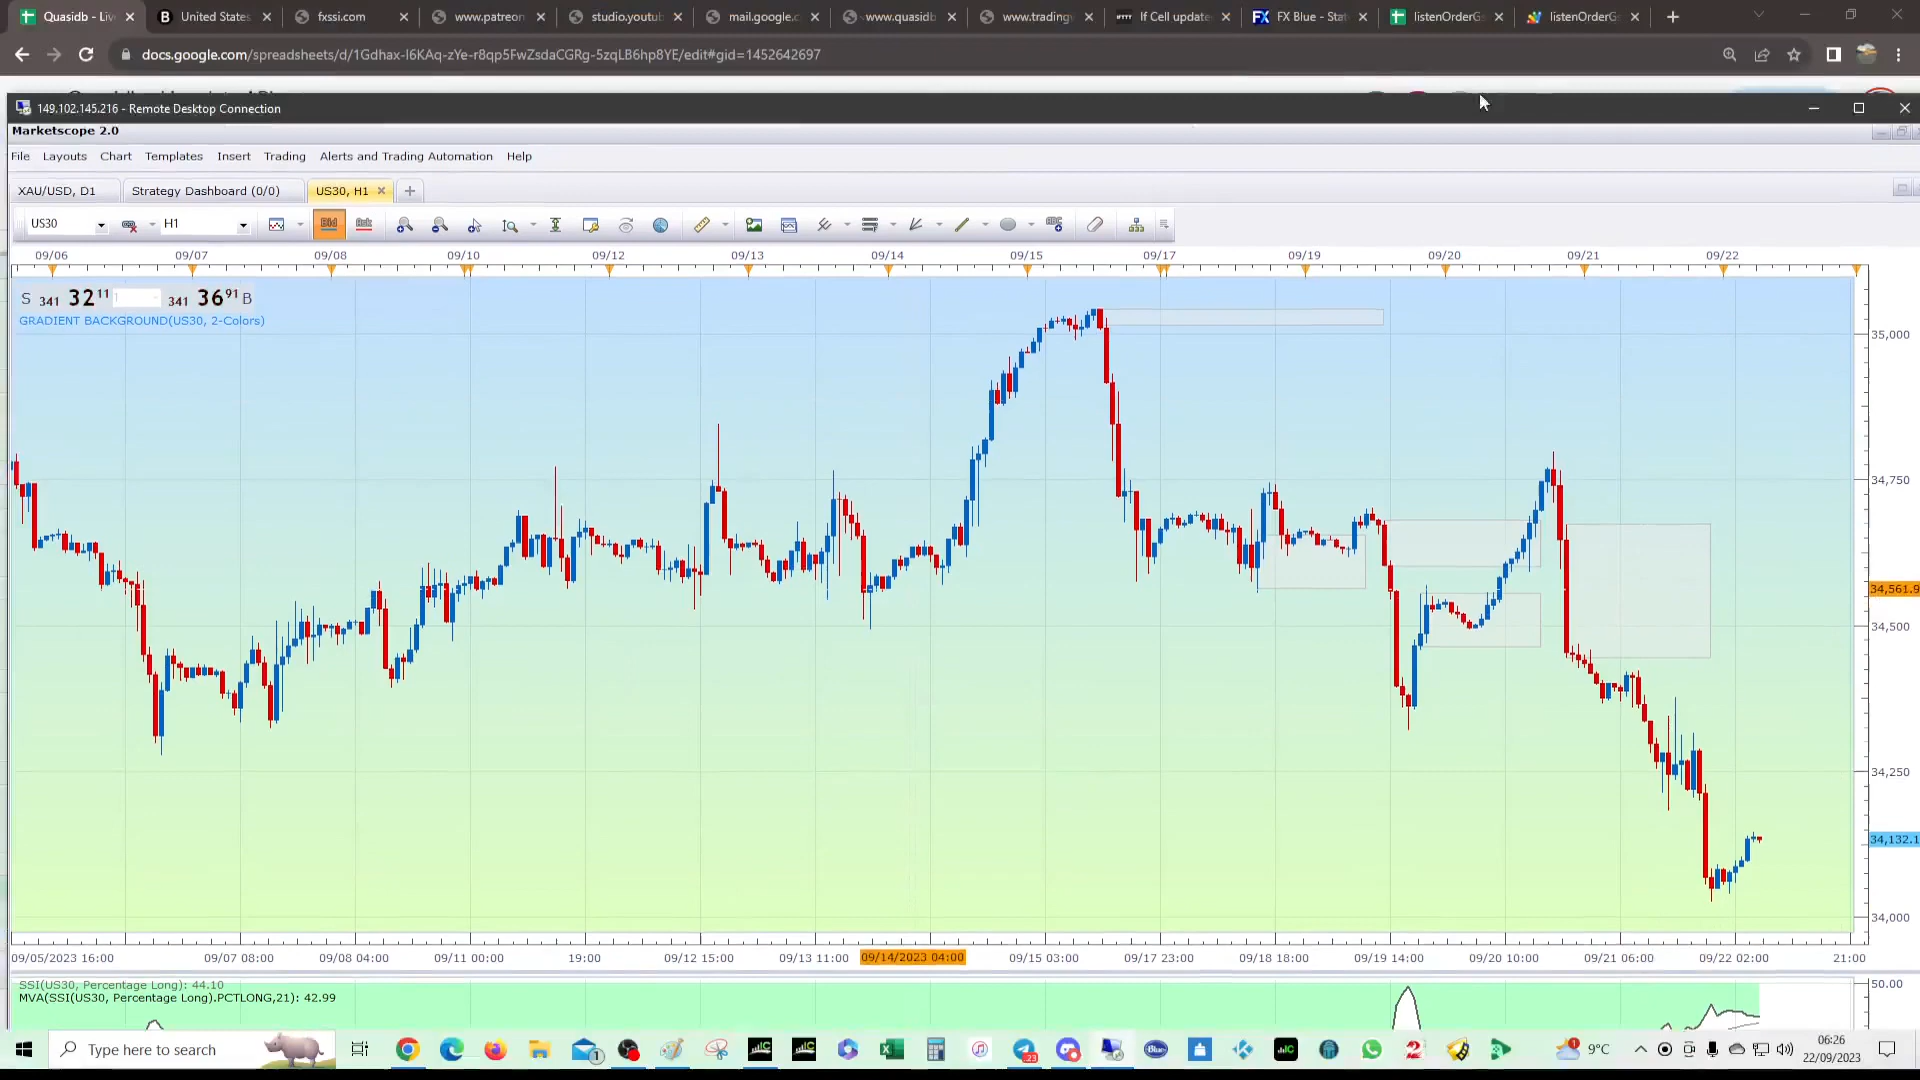 Quasidb - Liv
United States
fxssi.com
www.patreon
studio.youtub
mail.google.c
www.quasidb
www.tradingv
If Cell update
FX Blue - Stat
listenOrderG
listenOrderG
docs.google.com/spreadsheets/d/1Gdhax-l6KAq-zYe-r8qp5FwZsdaCGRg-5zqLB6hp8YE/edit#gid=1452642697
149.102.145.216 - Remote Desktop Connection
Marketscope 2.0
File Layouts Chart Templates Insert Trading Alerts and Trading Automation Help
XAU/USD, D1 Strategy Dashboard (0/0) US30, H1
US30 H1 Bid Ask
09/06 09/07 09/08 09/10 09/12 09/13 09/14 09/15 09/17 09/19 09/20 09/21 09/22
S 341 32 11 1 341 36 91 B
GRADIENT BACKGROUND(US30, 2-Colors)
35,000
34,750
34,561.9
34,500
34,250
34,132.1
34,000
09/05/2023 16:00 09/07 08:00 09/08 04:00 09/11 00:00 19:00 09/12 15:00 09/13 11:00 09/14/2023 04:00 09/15 03:00 09/17 23:00 09/18 18:00 09/19 14:00 09/20 10:00 09/21 06:00 09/22 02:00 21:00
SSI(US30, Percentage Long): 44.10
50.00
MVA(SSI(US30, Percentage Long).PCTLONG,21): 42.99
Type here to search
9°C
06:26
22/09/2023